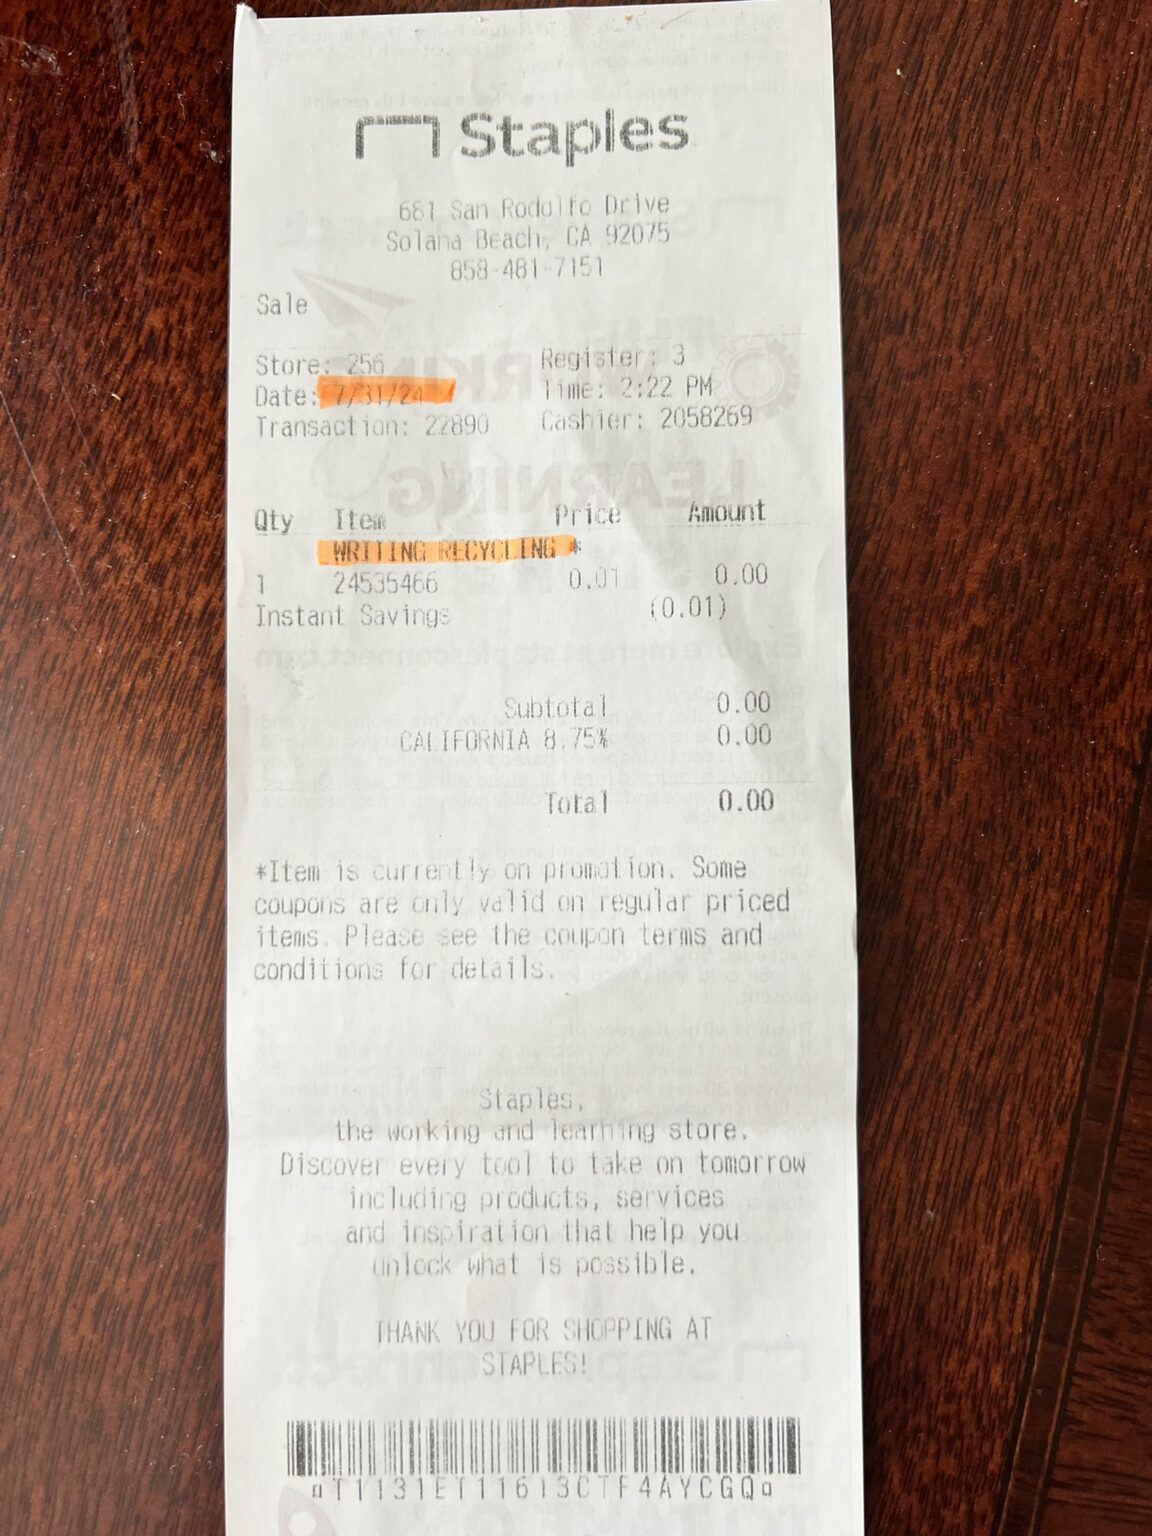 Staples
681 San Rodolfo Drive
Solana Beach, CA 92075
858-481-7151
Sale
Store: 256 Register: 3
Date: 7/31/24 Time: 2:22 PM
Transaction: 22890 Cashier: 2058269
Qty Item Price Amount
WRITING RECYCLING *
1 24535466 0.01 0.00
Instant Savings (0.01)
Subtotal 0.00
CALIFORNIA 8.75% 0.00
Total 0.00
*Item is currently on promotion. Some
coupons are only valid on regular priced
items. Please see the coupon terms and
conditions for details.
Staples,
the working and learning store.
Discover every tool to take on tomorrow
including products, services
and inspiration that help you
unlock what is possible.
THANK YOU FOR SHOPPING AT
STAPLES!
T1131ET11613CTF4AYCGQ